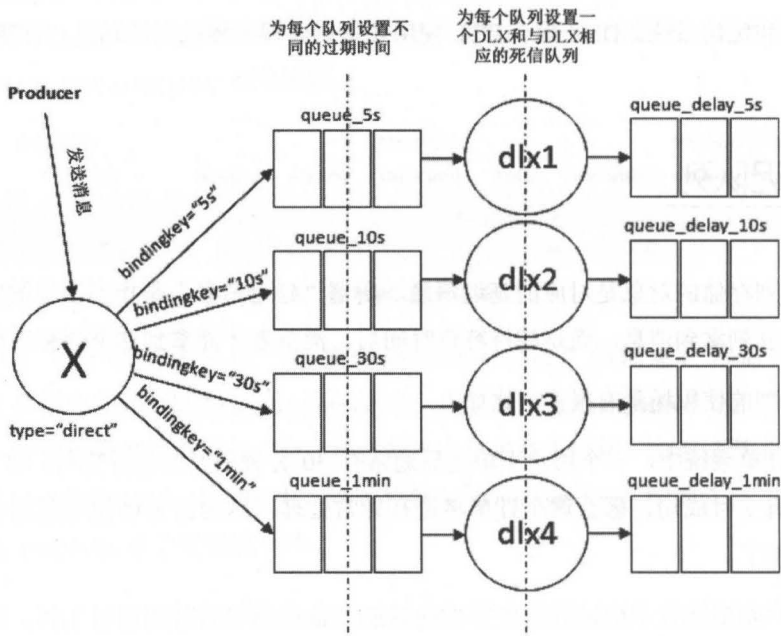 为每个队列设置不
同的过期时间
为每个队列设置一
个DLX和与DLX相
应的死信队列
Producer
发送消息
X
type="direct"
bindingkey="5s"
bindingkey="10s"
bindingkey="30s"
bindingkey="1min"
queue_5s
dlx1
queue_delay_5s
queue_10s
dlx2
queue_delay_10s
queue_30s
dlx3
queue_delay_30s
queue_1min
dlx4
queue_delay_1min